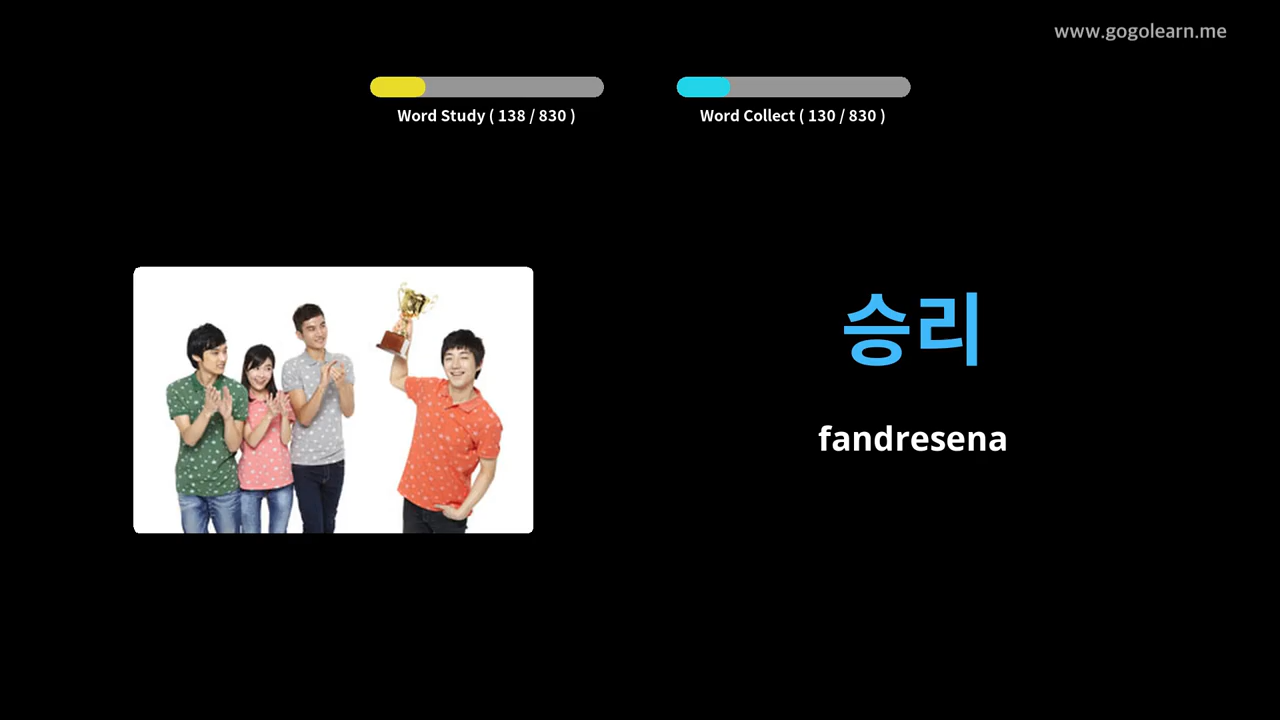 www.gogolearn.me
Word Study ( 138 / 830 )
Word Collect ( 130 / 830 )
승리
fandresena